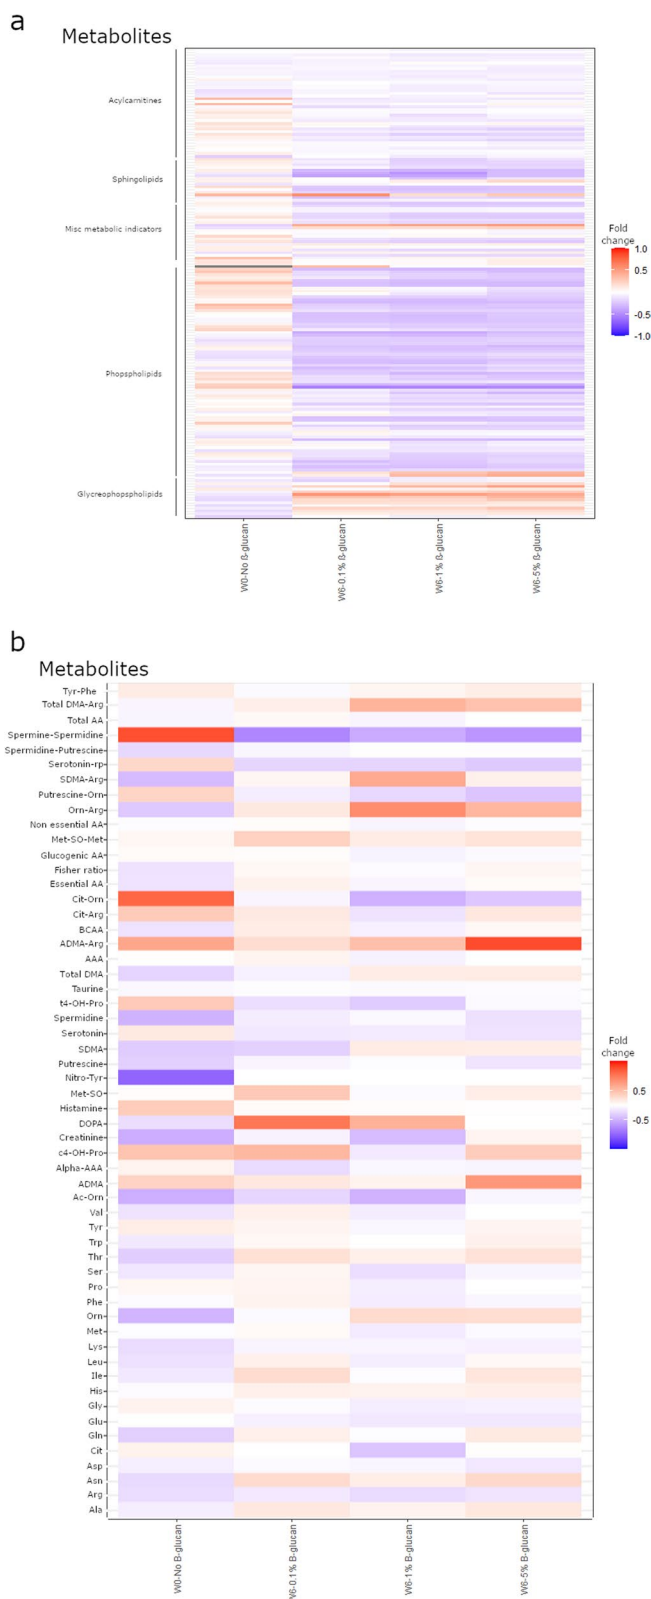 a
Metabolites
Acylcarnitines
Sphingolipids
Misc metabolic indicators
Phopspholipids
Glycreophopspholipids
Fold
change
1.0
0.5
-0.5
-1.0
W0-No ß-glucan
W6-0.1% ß-glucan
W6-1% ß-glucan
W6-5% ß-glucan
b
Metabolites
Tyr-Phe
Total DMA-Arg
Total AA
Spermine-Spermidine
Spermidine-Putrescine
Serotonin-rp
SDMA-Arg
Putrescine-Orn
Orn-Arg
Non essential AA
Met-SO-Met
Glucogenic AA
Fisher ratio
Essential AA
Cit-Orn
Cit-Arg
BCAA
ADMA-Arg
AAA
Total DMA
Taurine
t4-OH-Pro
Spermidine
Serotonin
SDMA
Putrescine
Nitro-Tyr
Met-SO
Histamine
DOPA
Creatinine
c4-OH-Pro
Alpha-AAA
ADMA
Ac-Orn
Val
Tyr
Trp
Thr
Ser
Pro
Phe
Orn
Met
Lys
Leu
Ile
His
Gly
Glu
Gln
Cit
Asp
Asn
Arg
Ala
Fold
change
0.5
-0.5
W0-No B-glucan
W6-0.1% B-glucan
W6-1% B-glucan
W6-5% B-glucan